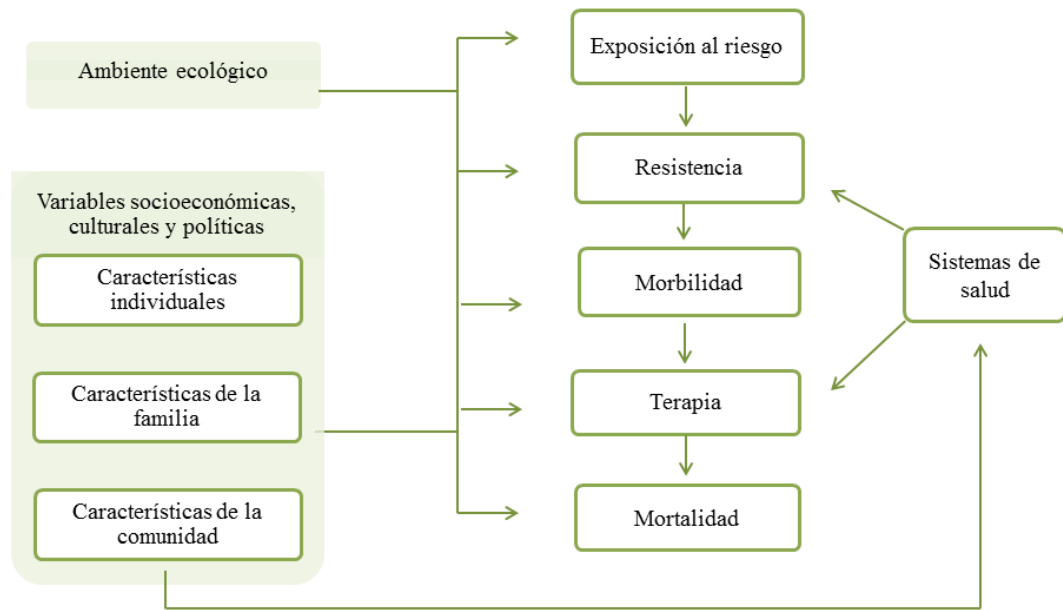 Ambiente ecológico
Variables socioeconómicas,
culturales y políticas
Características
individuales
Características de la
familia
Características de la
comunidad
Exposición al riesgo
Resistencia
Morbilidad
Terapia
Mortalidad
Sistemas de
salud